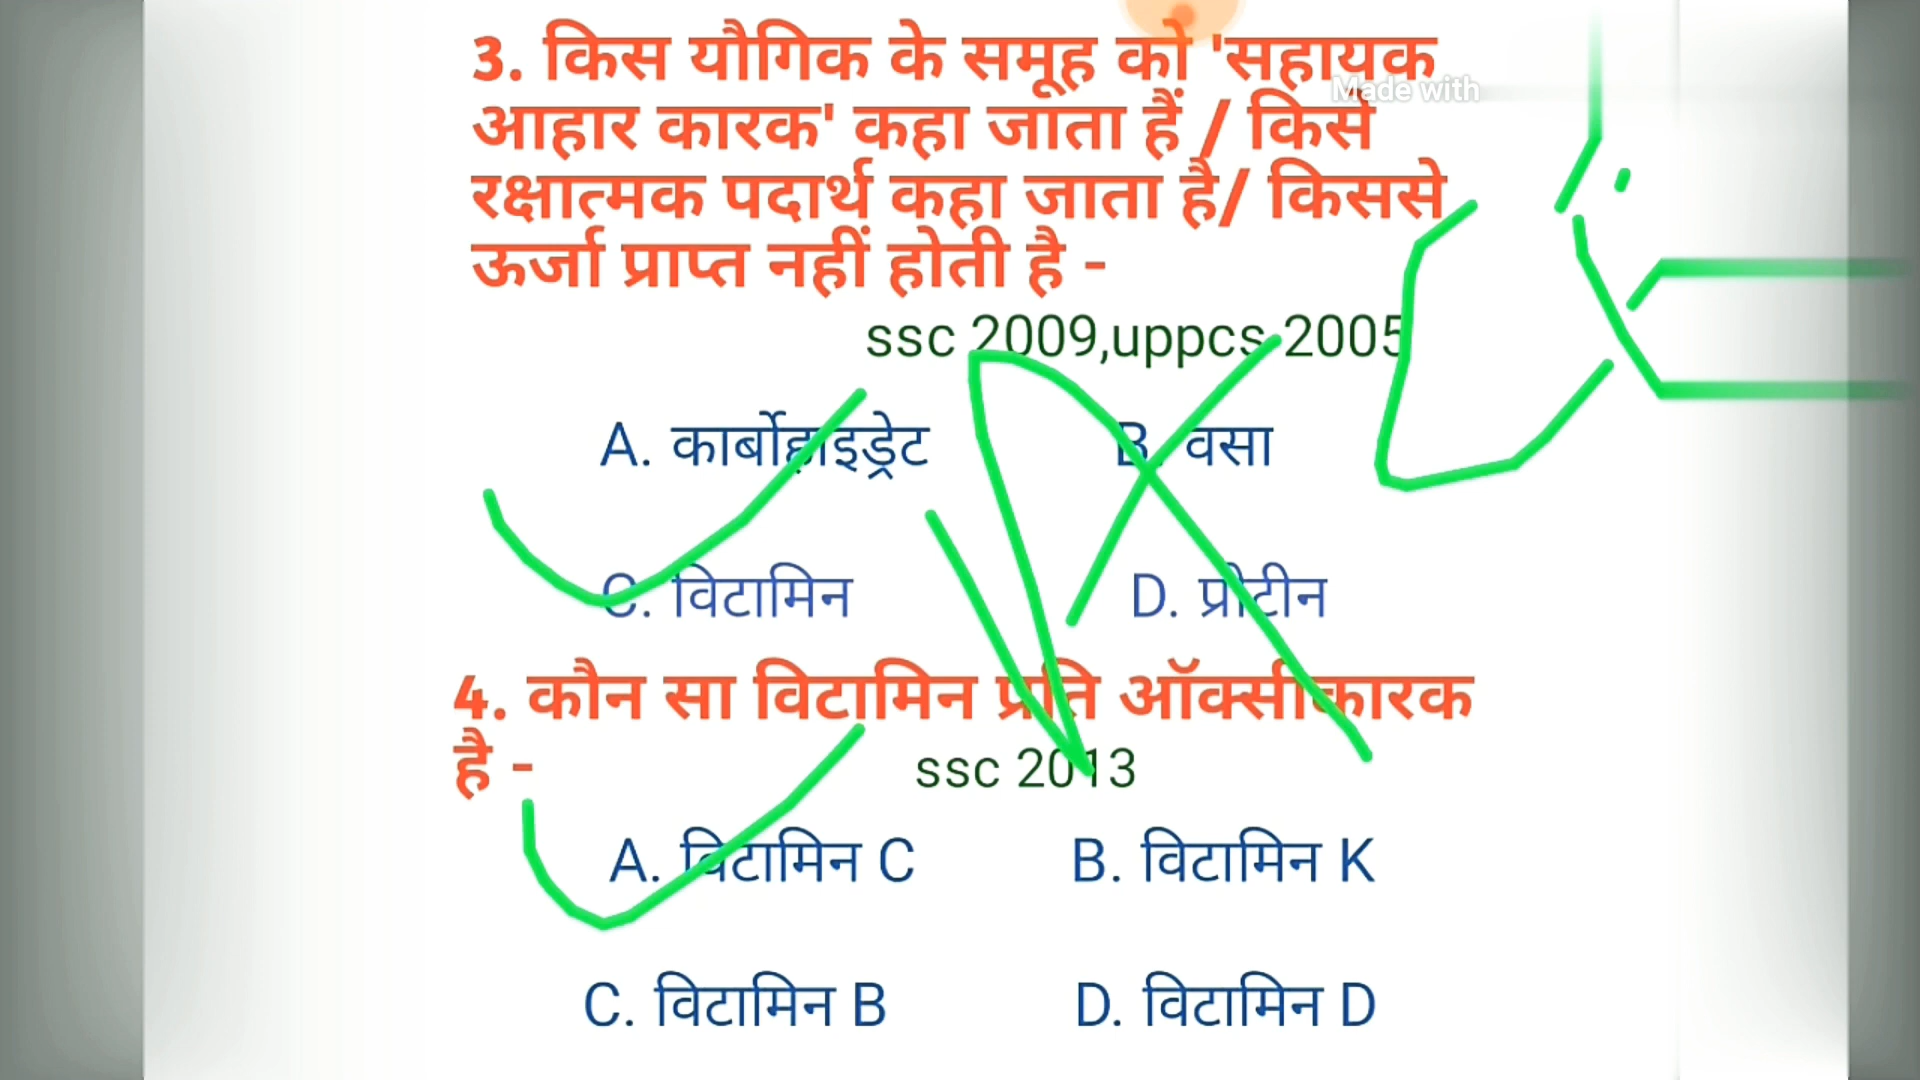 3. किस यौगिक के समूह को 'सहायक
Made with
आहार कारक' कहा जाता हैं / किसे
रक्षात्मक पदार्थ कहा जाता है/ किससे
ऊर्जा प्राप्त नहीं होती है -
ssc 2009,uppcs 2005
A. कार्बोहाइड्रेट B. वसा
C. विटामिन D. प्रोटीन
4. कौन सा विटामिन प्रति ऑक्सीकारक
है -
ssc 2013
A. विटामिन C B. विटामिन K
C. विटामिन B D. विटामिन D